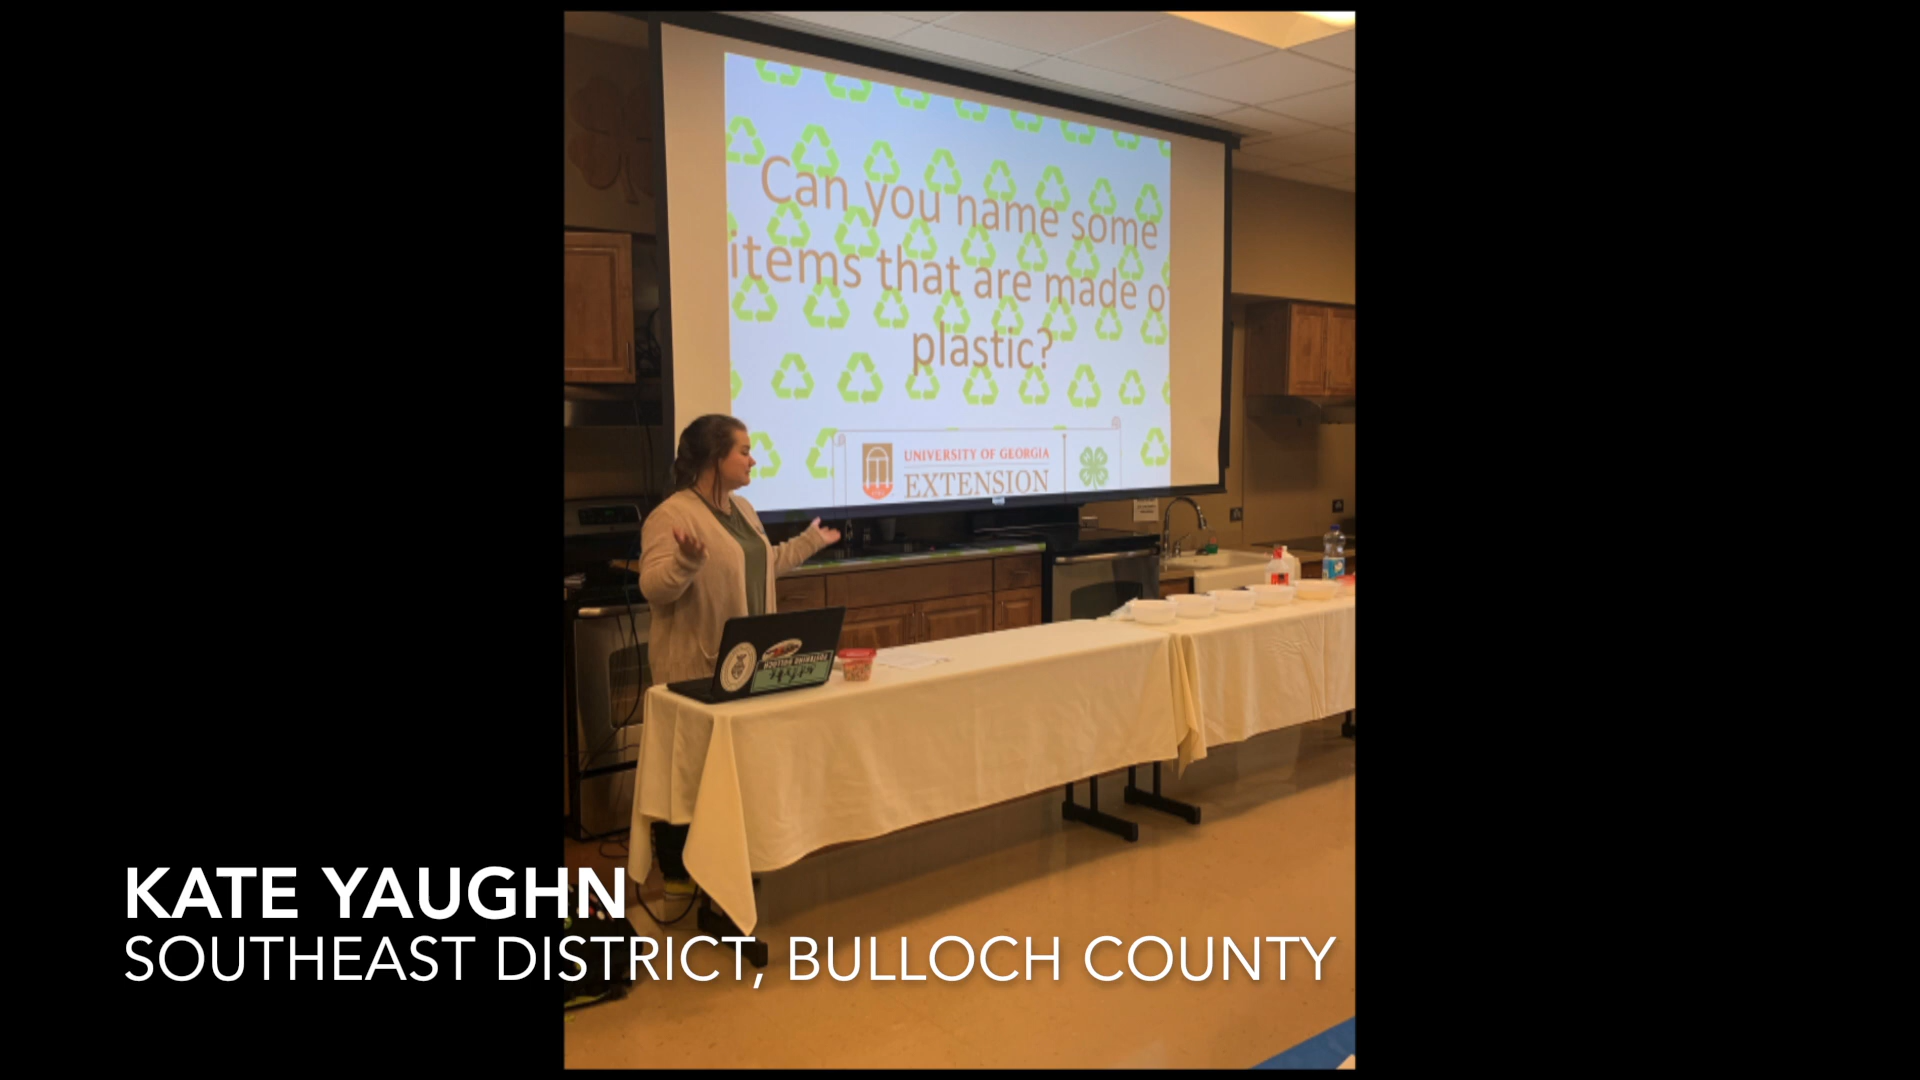 Can you name some
items that are made o
plastic?
UNIVERSITY OF GEORGIA
EXTENSION
KATE YAUGHN
SOUTHEAST DISTRICT, BULLOCH COUNTY